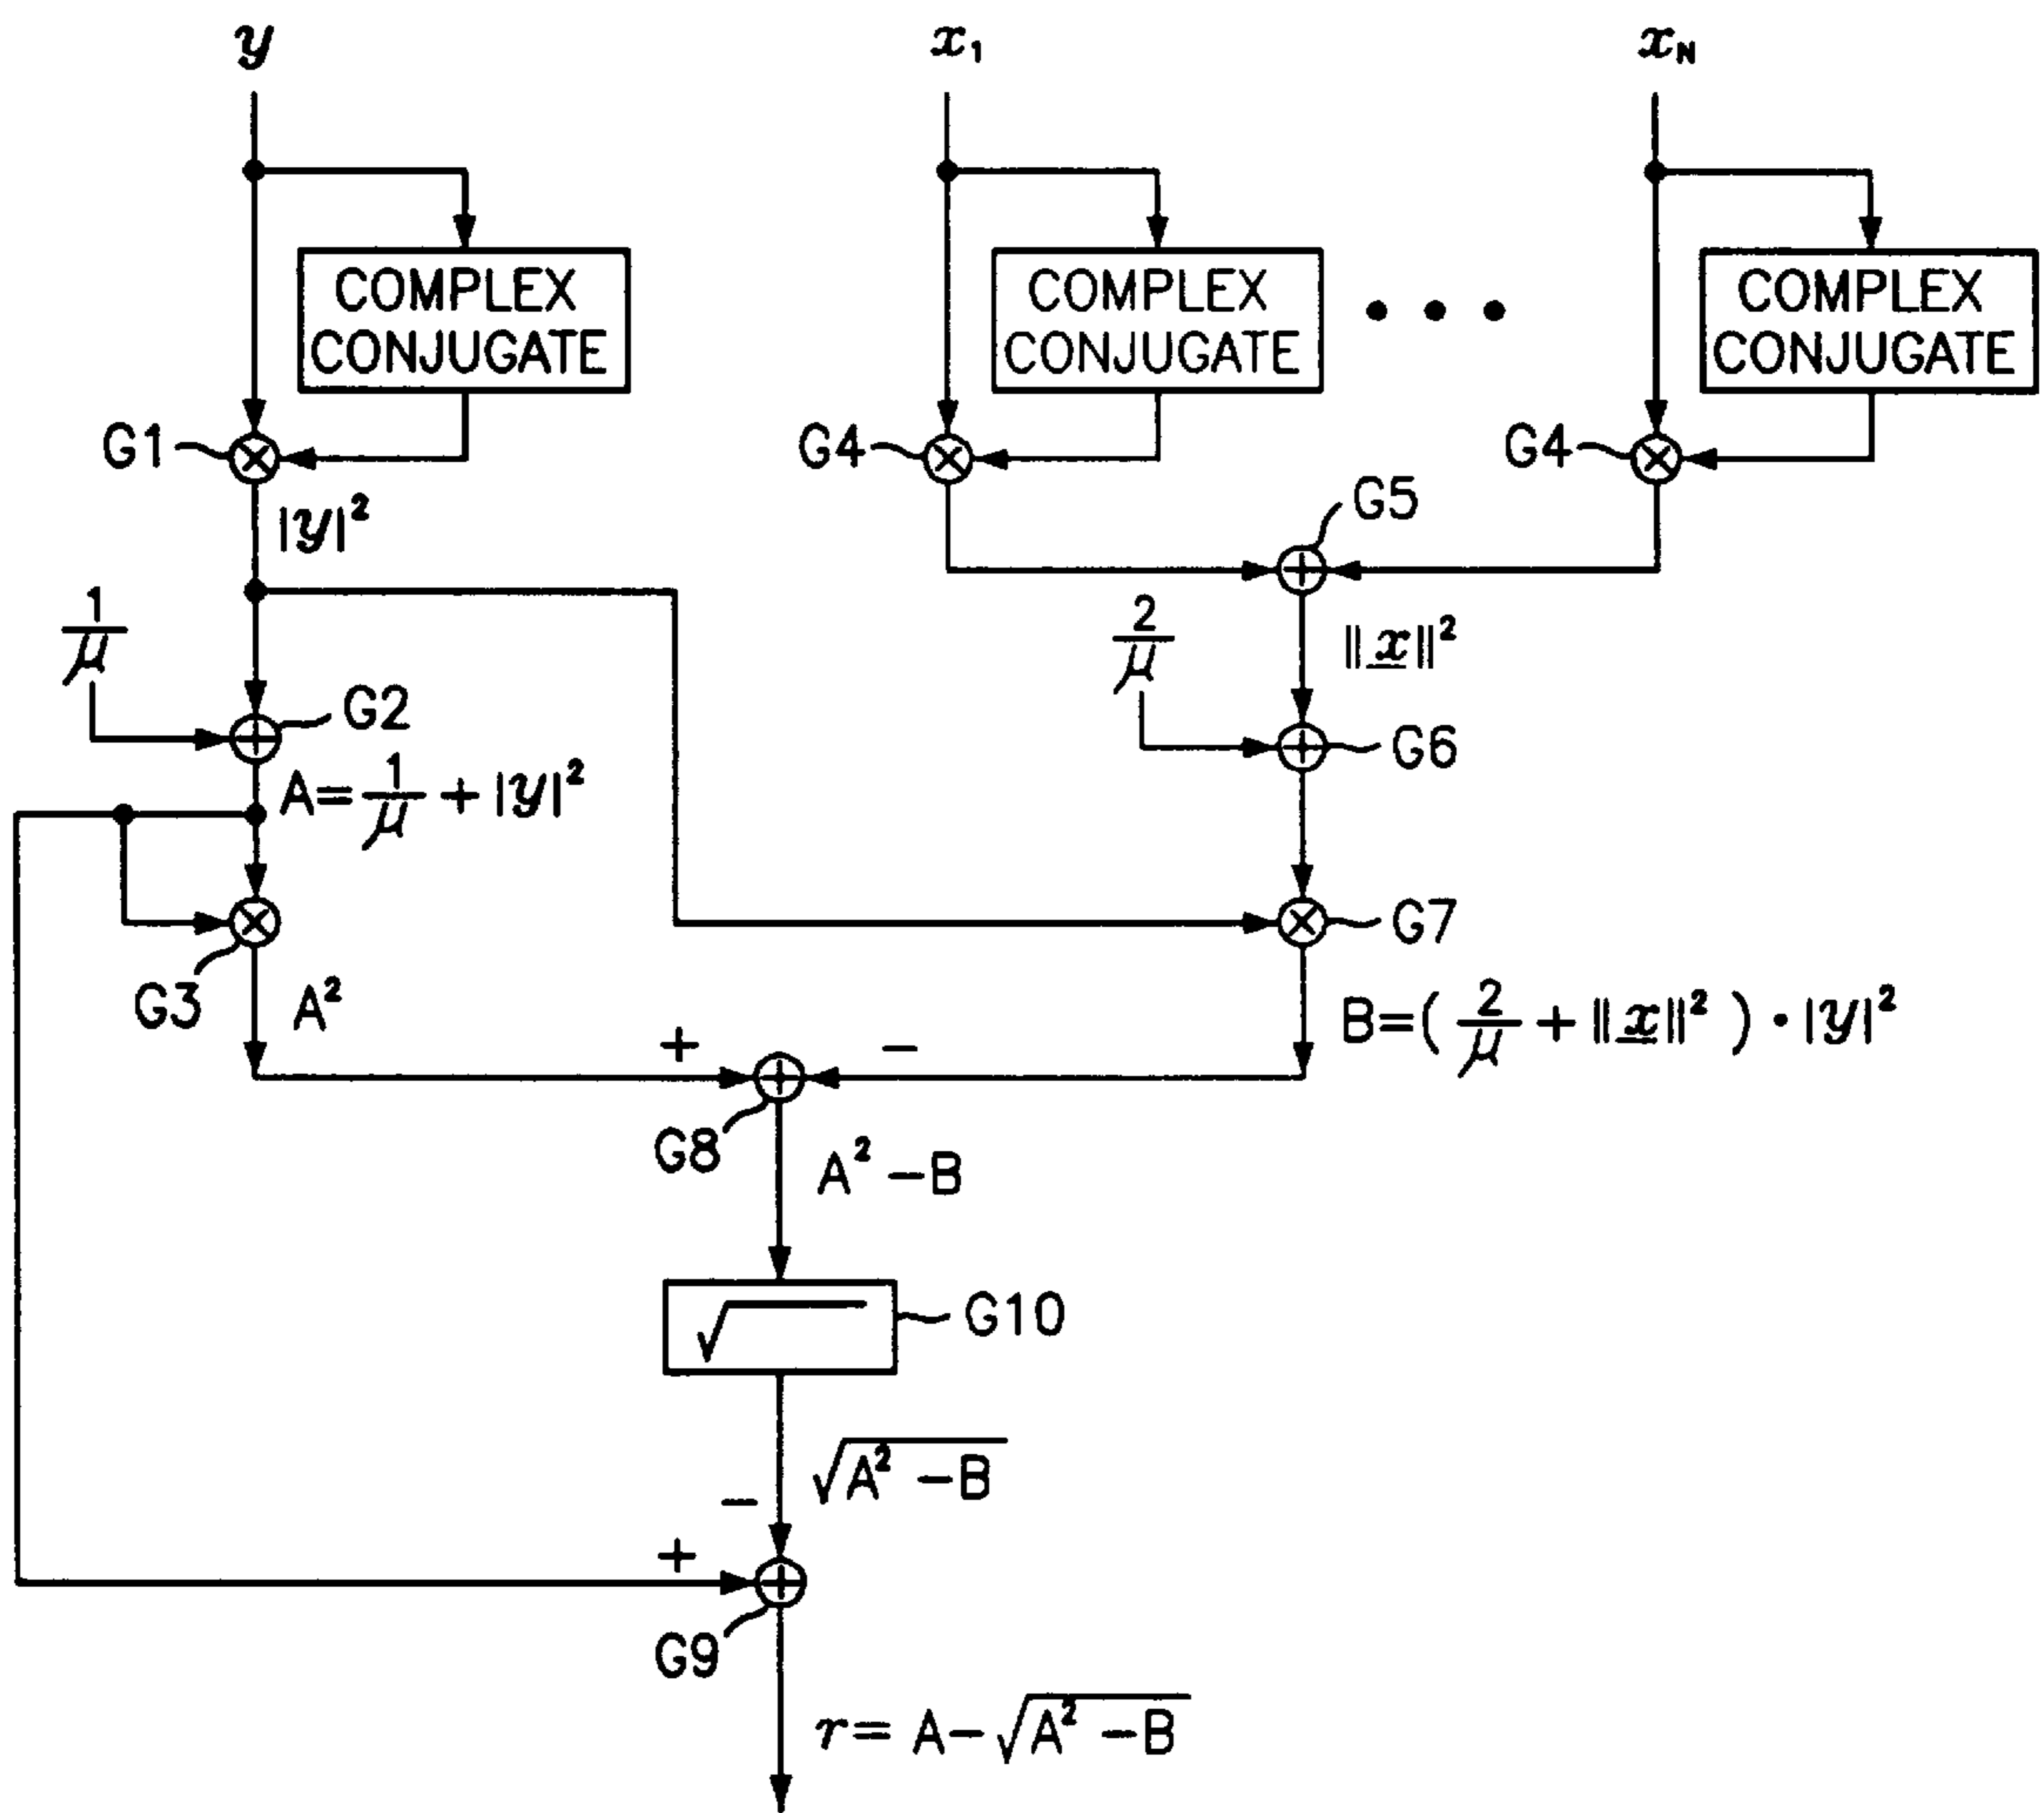 y x₁ x_N
COMPLEX CONJUGATE
COMPLEX CONJUGATE
• • •
COMPLEX CONJUGATE
G1
G4
G4
|y|²
G5
1/μ
2/μ
‖x‖²
G2
G6
A=1/μ+|y|²
G7
G3
A²
B=(2/μ+‖x‖²)•|y|²
+
−
G8
A²−B
√
G10
√A²−B
−
+
G9
r=A−√A²−B